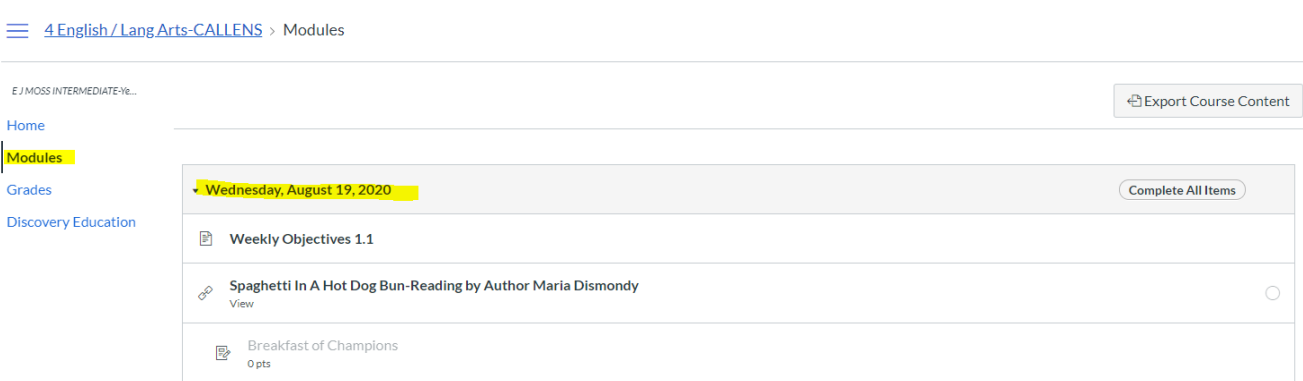 4 English / Lang Arts-CALLENS > Modules
E J MOSS INTERMEDIATE-Ye...
Export Course Content
Home
Modules
Grades
Discovery Education
Wednesday, August 19, 2020
Complete All Items
Weekly Objectives 1.1
Spaghetti In A Hot Dog Bun-Reading by Author Maria Dismondy
View
Breakfast of Champions
0 pts